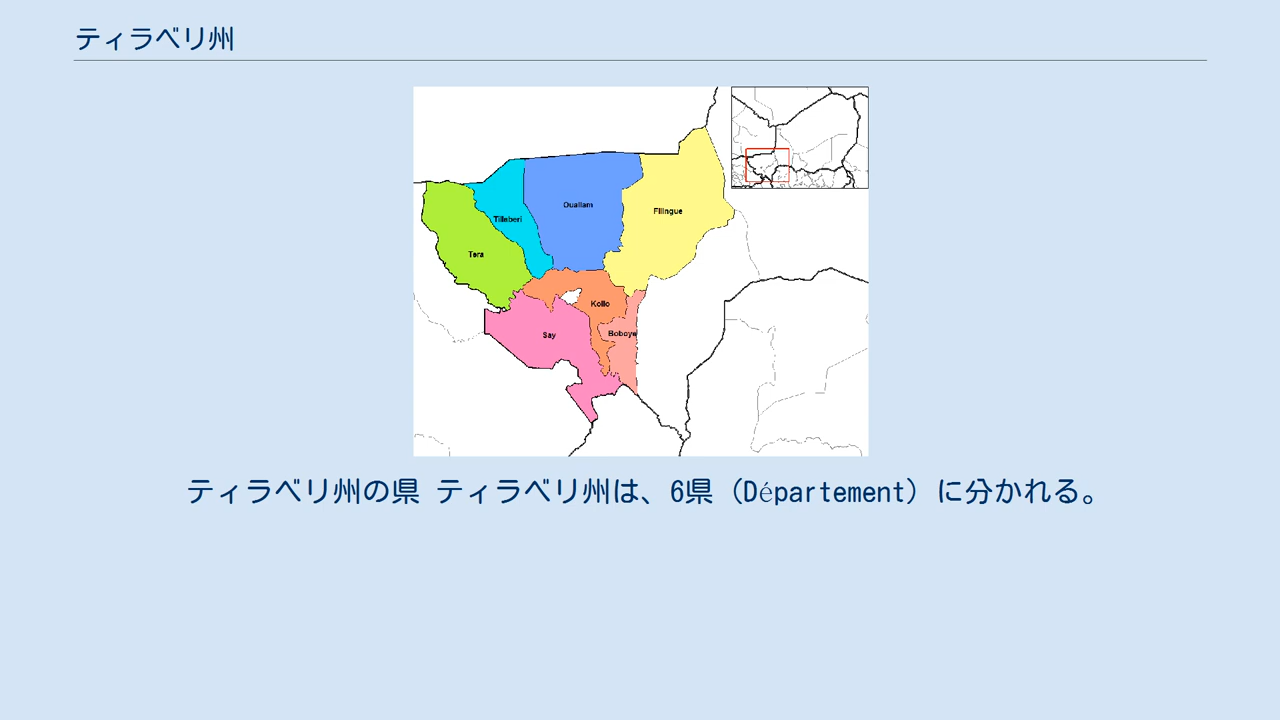 ティラベリ州
Tilleberi
Ouallam
Filingue
Tera
Kollo
Say
Boboye
ティラベリ州の県 ティラベリ州は、6県（Département）に分かれる。